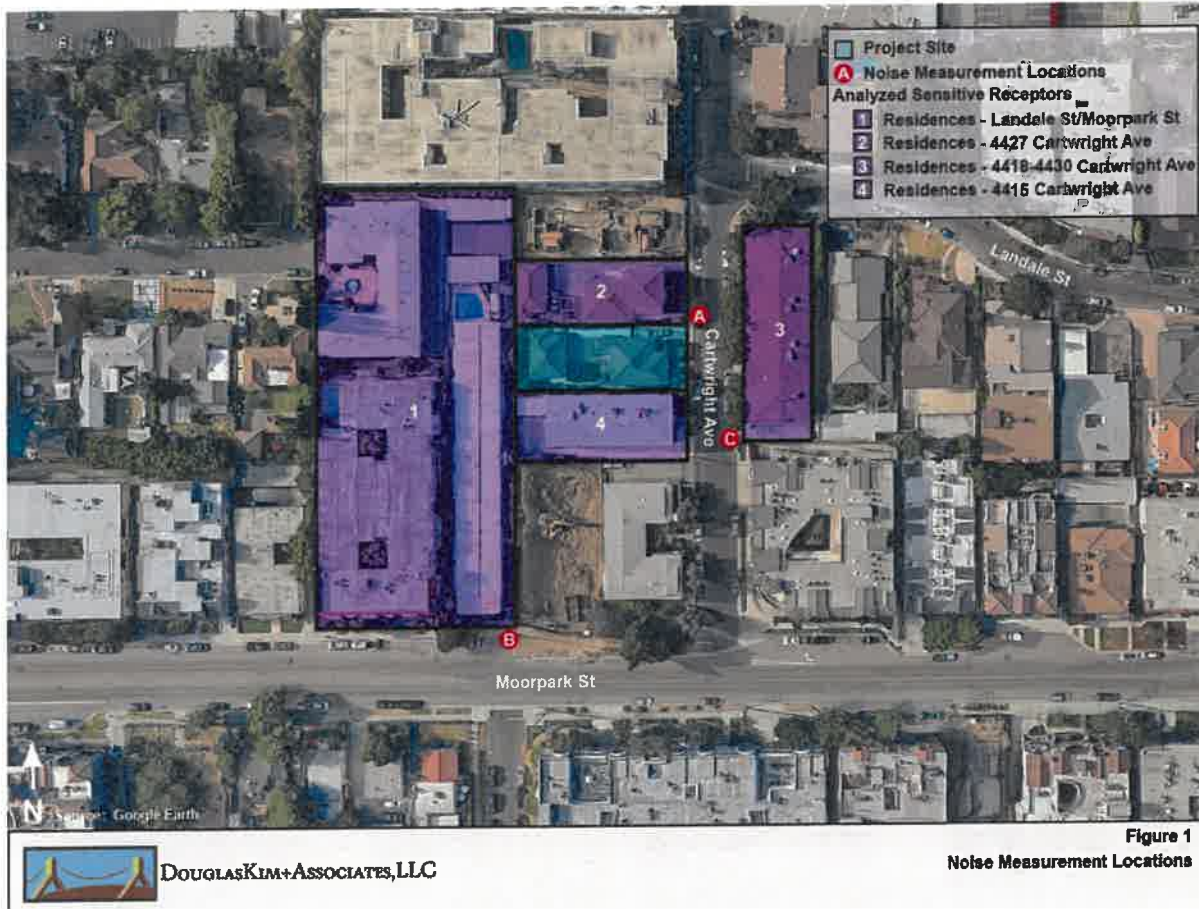 Project Site
A Noise Measurement Locations
Analyzed Sensitive Receptors
1 Residences - Landale St/Moorpark St
2 Residences - 4427 Cartwright Ave
3 Residences - 4418-4430 Cartwright Ave
4 Residences - 4415 Cartwright Ave
Landale St
2
A
3
Cartwright Ave
1
4
C
B
Moorpark St
N
Source: Google Earth
Figure 1
DOUGLASKIM+ASSOCIATES,LLC
Noise Measurement Locations